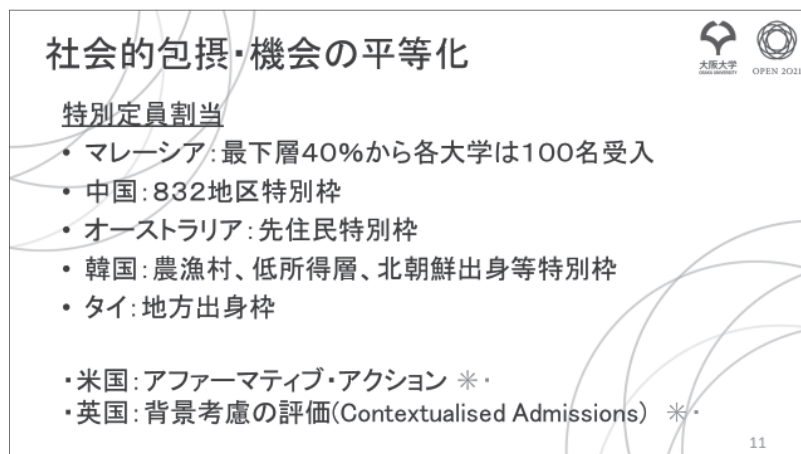 社会的包摂・機会の平等化
大阪大学
OSAKA UNIVERSITY
OPEN 2021
特別定員割当
• マレーシア：最下層40%から各大学は100名受入
• 中国：832地区特別枠
• オーストラリア：先住民特別枠
• 韓国：農漁村、低所得層、北朝鮮出身等特別枠
• タイ：地方出身枠
・米国：アファーマティブ・アクション ＊・
・英国：背景考慮の評価(Contextualised Admissions) ＊・
11